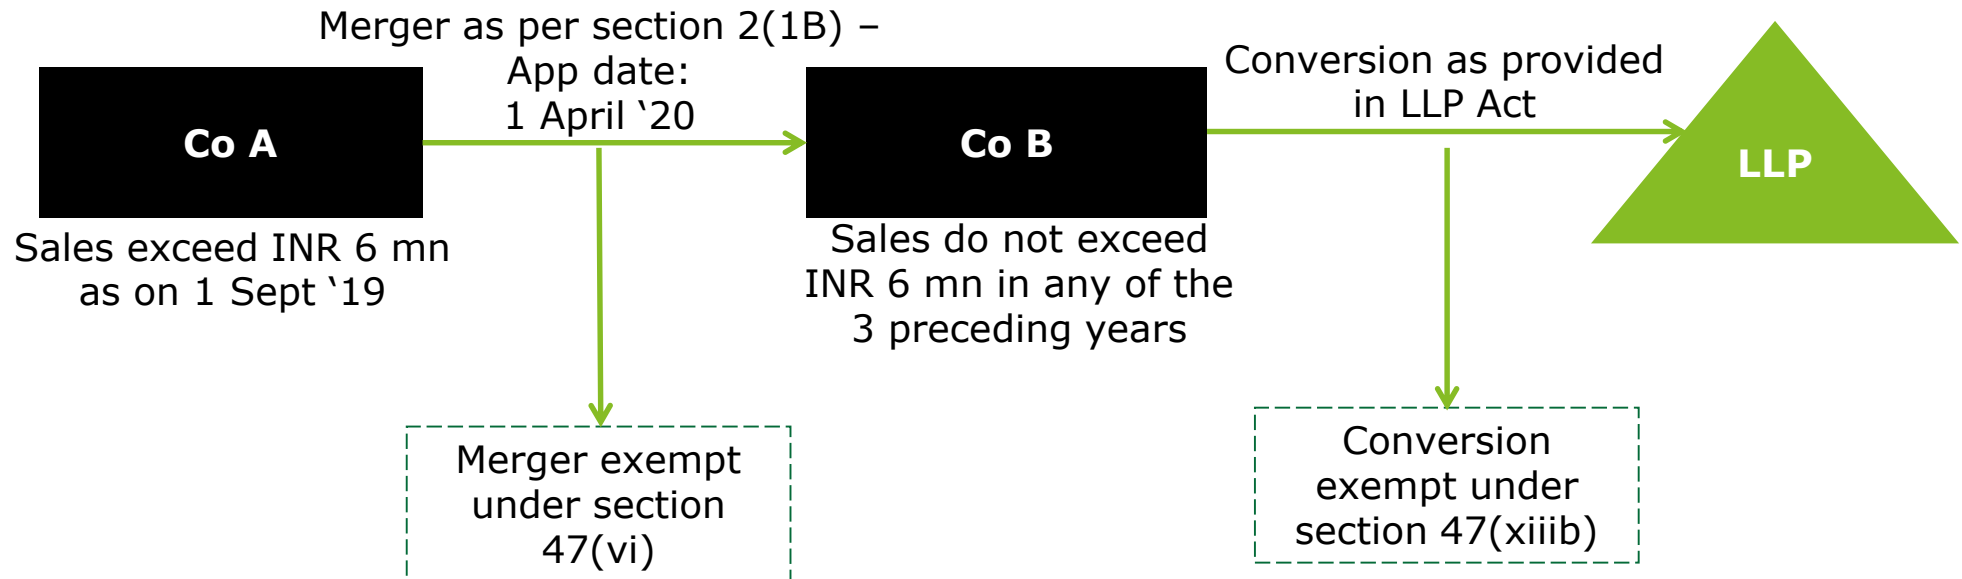 Merger as per section 2(1B) –
App date:
1 April ‘20
Co A
Sales exceed INR 6 mn
as on 1 Sept ‘19
Co B
Sales do not exceed
INR 6 mn in any of the
3 preceding years
Conversion as provided
in LLP Act
LLP
Merger exempt
under section
47(vi)
Conversion
exempt under
section 47(xiiib)